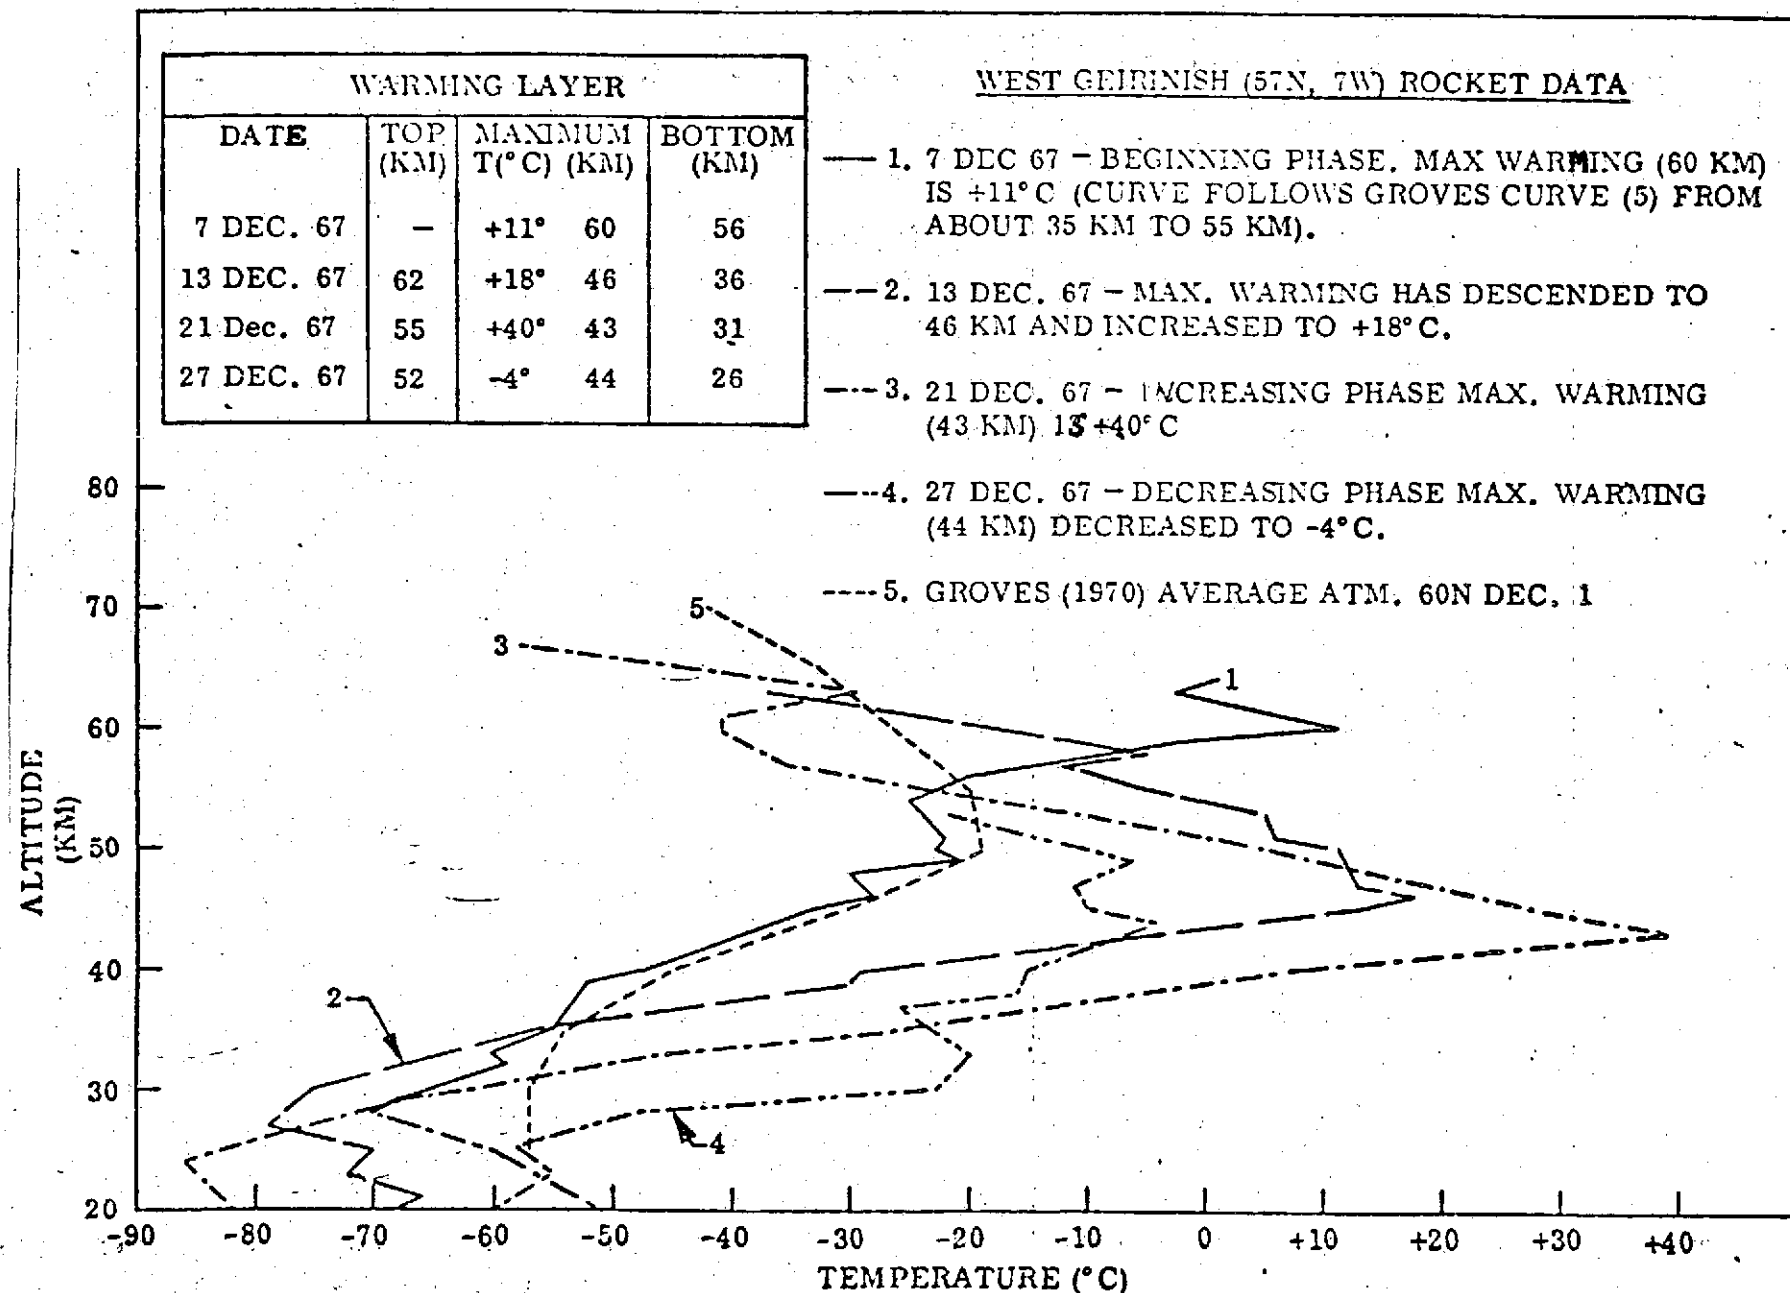 WARMING LAYER
DATE TOP (KM) MAXIMUM T(°C) (KM) BOTTOM (KM)
7 DEC. 67 – +11° 60 56
13 DEC. 67 62 +18° 46 36
21 Dec. 67 55 +40° 43 31
27 DEC. 67 52 -4° 44 26
WEST GEIRINISH (57N, 7W) ROCKET DATA
1. 7 DEC 67 – BEGINNING PHASE. MAX WARMING (60 KM)
IS +11°C (CURVE FOLLOWS GROVES CURVE (5) FROM
ABOUT 35 KM TO 55 KM).
2. 13 DEC. 67 – MAX. WARMING HAS DESCENDED TO
46 KM AND INCREASED TO +18°C.
3. 21 DEC. 67 – INCREASING PHASE MAX. WARMING
(43 KM) IS +40°C
4. 27 DEC. 67 – DECREASING PHASE MAX. WARMING
(44 KM) DECREASED TO -4°C.
5. GROVES (1970) AVERAGE ATM. 60N DEC. 1
80
70
60
50
40
30
20
ALTITUDE
(KM)
5
3
1
2
4
-90 -80 -70 -60 -50 -40 -30 -20 -10 0 +10 +20 +30 +40
TEMPERATURE (°C)